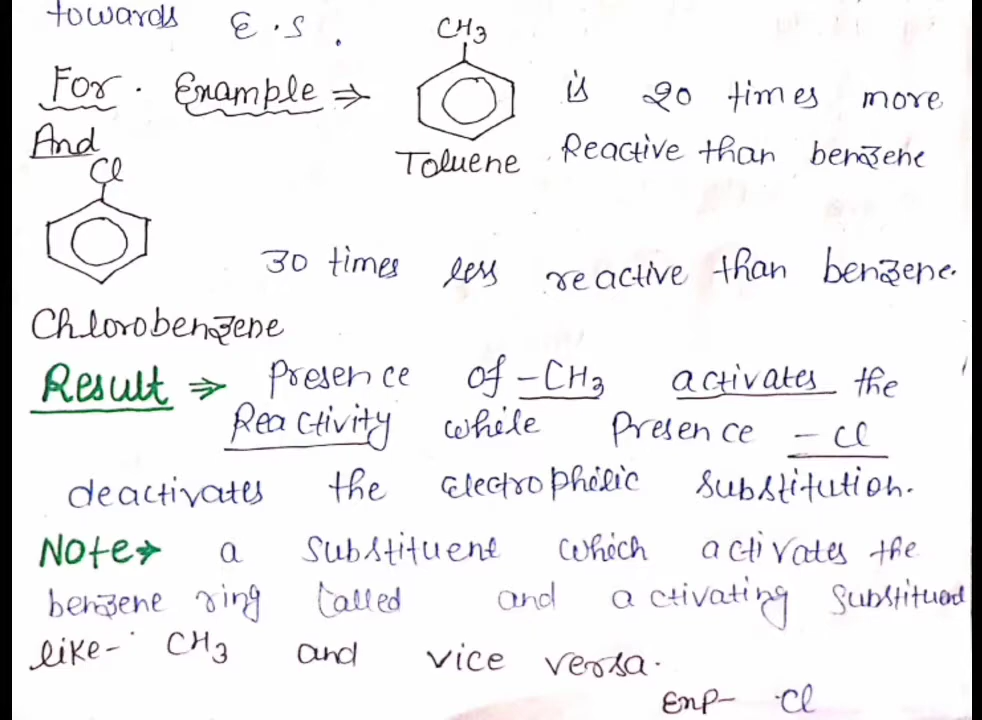 towards E.S.
CH3
For. Example ⇒ is 20 times more
And Toluene Reactive than benzene
Cl
30 times less reactive than benzene.
Chlorobenzene
Result ⇒ Presence of -CH3 activates the
Reactivity while Presence - Cl
deactivates the electrophilic substitution.
Note→ a substituent which activates the
benzene ring called and activating substituent
like- CH3 and vice versa.
Enp- Cl